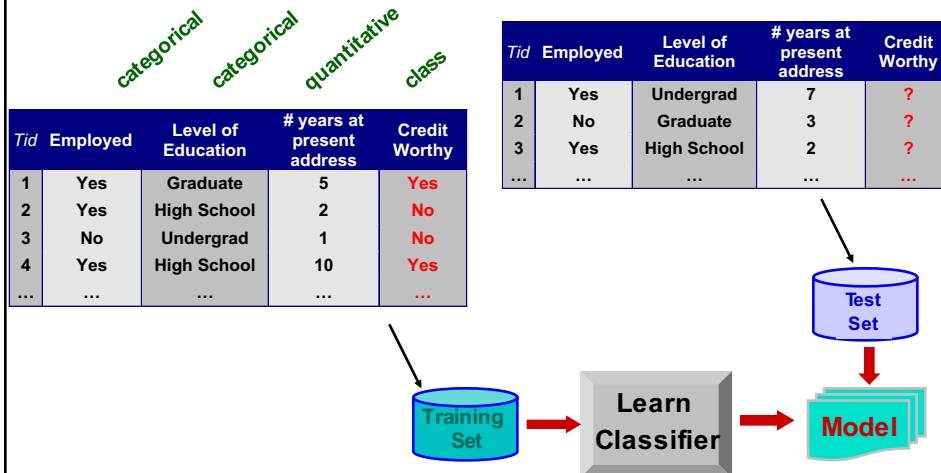 categorical
categorical
quantitative
class
Tid Employed Level of Education # years at present address Credit Worthy
1 Yes Graduate 5 Yes
2 Yes High School 2 No
3 No Undergrad 1 No
4 Yes High School 10 Yes
... ... ... ... ...
Tid Employed Level of Education # years at present address Credit Worthy
1 Yes Undergrad 7 ?
2 No Graduate 3 ?
3 Yes High School 2 ?
... ... ... ... ...
Test
Set
Training
Set
Learn
Classifier
Model